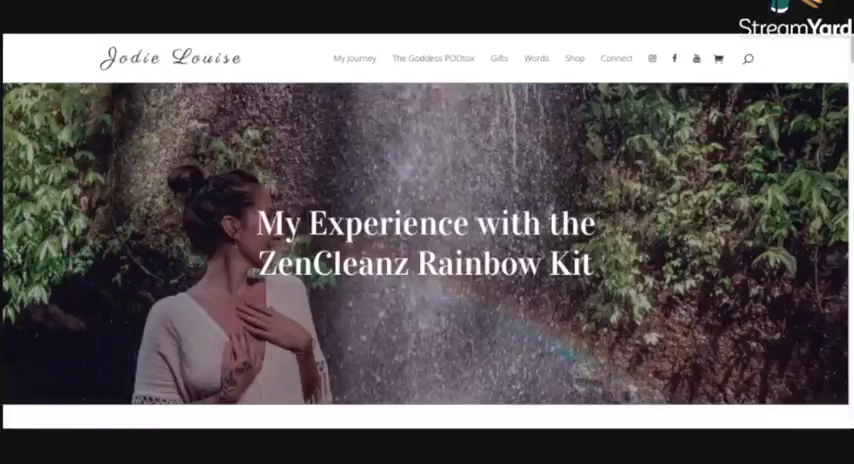 StreamYard
Jodie Louise
My Journey The Goddess POOtox Gifts Words Shop Connect
My Experience with the
ZenCleanz Rainbow Kit